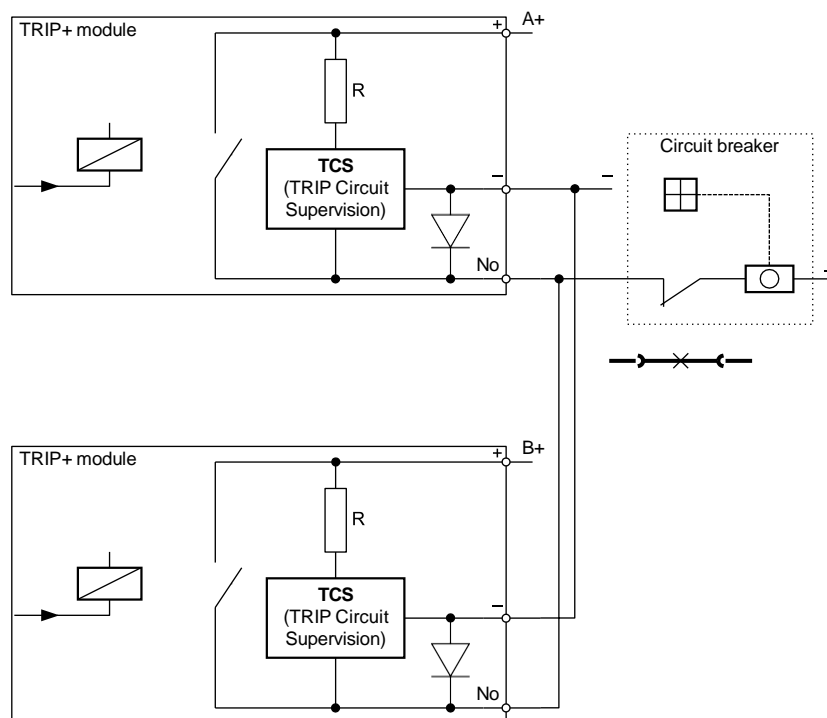 TRIP+ module
+
A+
R
TCS
(TRIP Circuit
Supervision)
–
–
No
Circuit breaker
–
TRIP+ module
+
B+
R
TCS
(TRIP Circuit
Supervision)
–
No